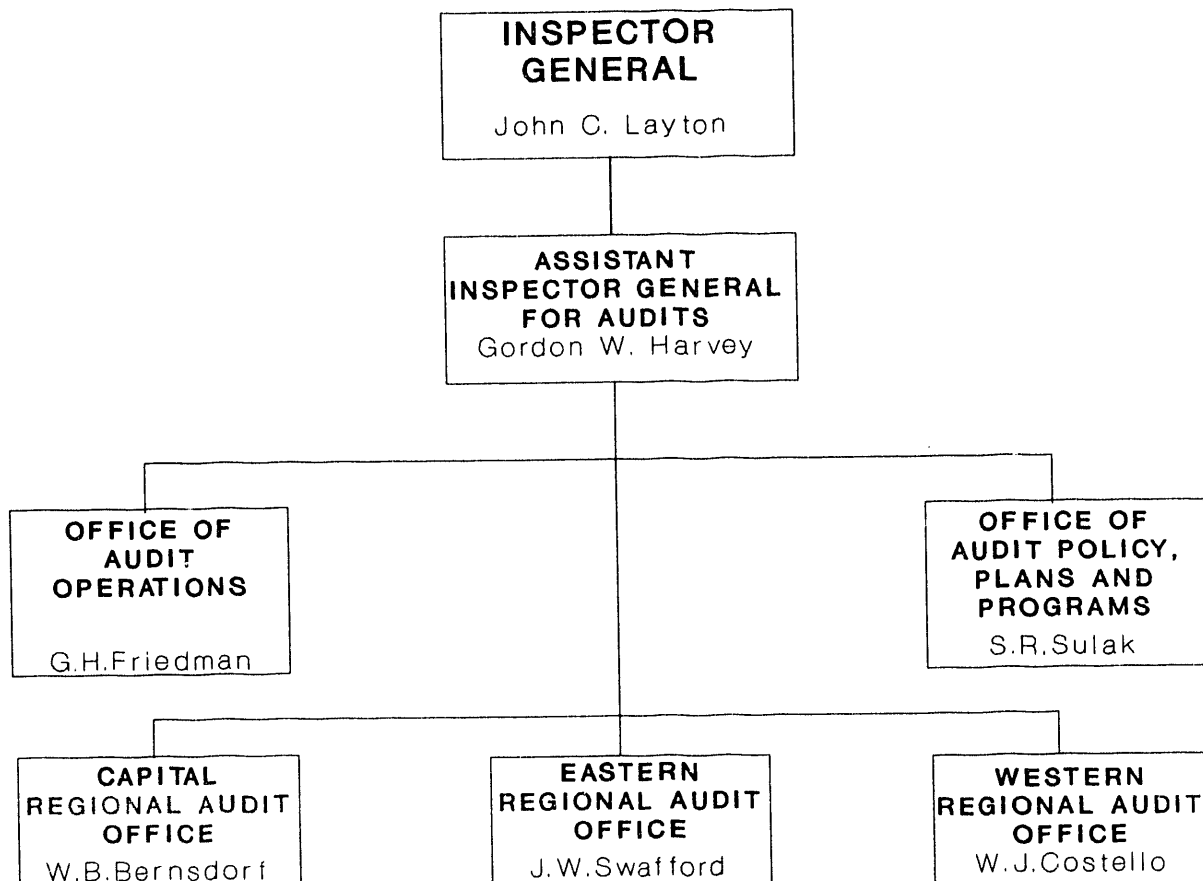 INSPECTOR
GENERAL
John C. Layton
ASSISTANT
INSPECTOR GENERAL
FOR AUDITS
Gordon W. Harvey
OFFICE OF
AUDIT
OPERATIONS
G.H.Friedman
OFFICE OF
AUDIT POLICY,
PLANS AND
PROGRAMS
S.R.Sulak
CAPITAL
REGIONAL AUDIT
OFFICE
W.B.Bernsdorf
EASTERN
REGIONAL AUDIT
OFFICE
J.W.Swafford
WESTERN
REGIONAL AUDIT
OFFICE
W.J.Costello